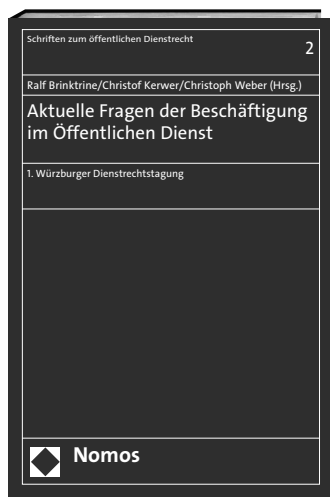 Schriften zum öffentlichen Dienstrecht
2
Ralf Brinktrine/Christof Kerwer/Christoph Weber (Hrsg.)
Aktuelle Fragen der Beschäftigung
im Öffentlichen Dienst
1. Würzburger Dienstrechtstagung
Nomos